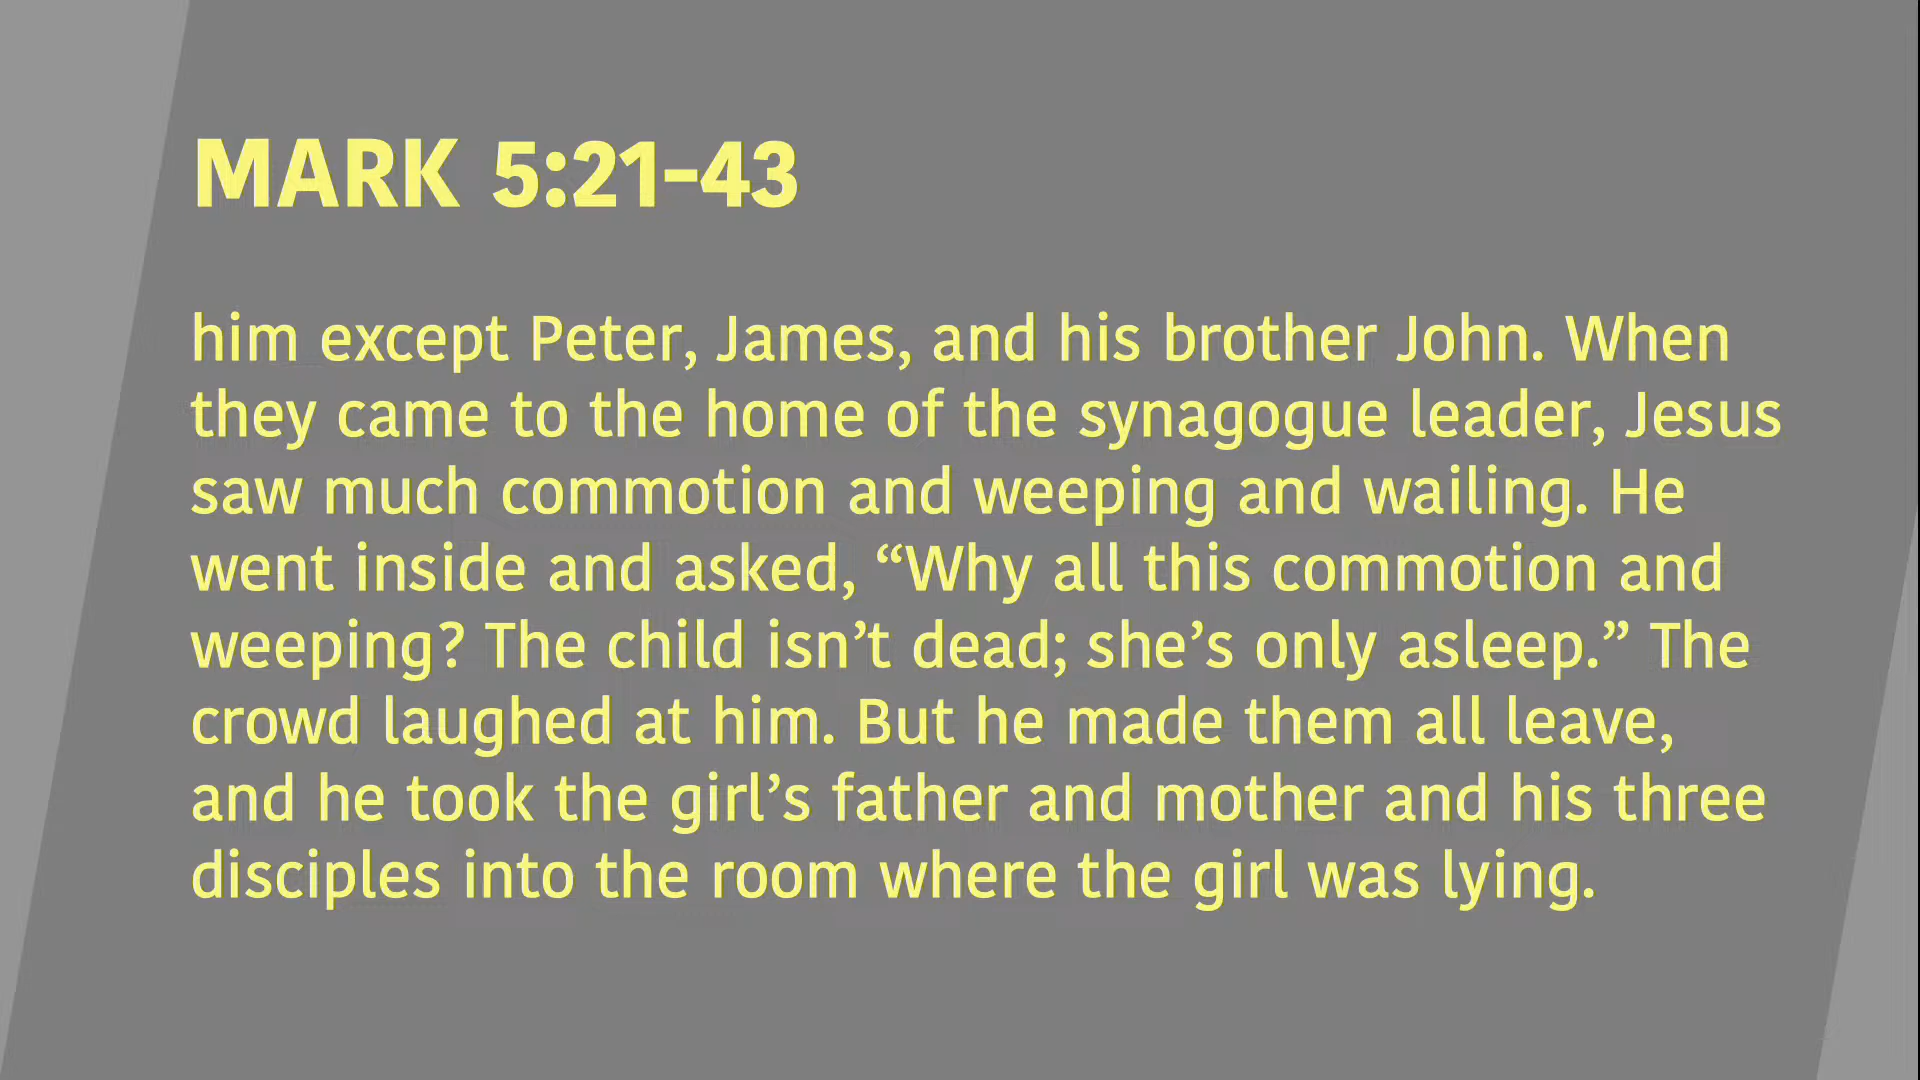 MARK 5:21–43
him except Peter, James, and his brother John. When
they came to the home of the synagogue leader, Jesus
saw much commotion and weeping and wailing. He
went inside and asked, “Why all this commotion and
weeping? The child isn’t dead; she’s only asleep.” The
crowd laughed at him. But he made them all leave,
and he took the girl’s father and mother and his three
disciples into the room where the girl was lying.